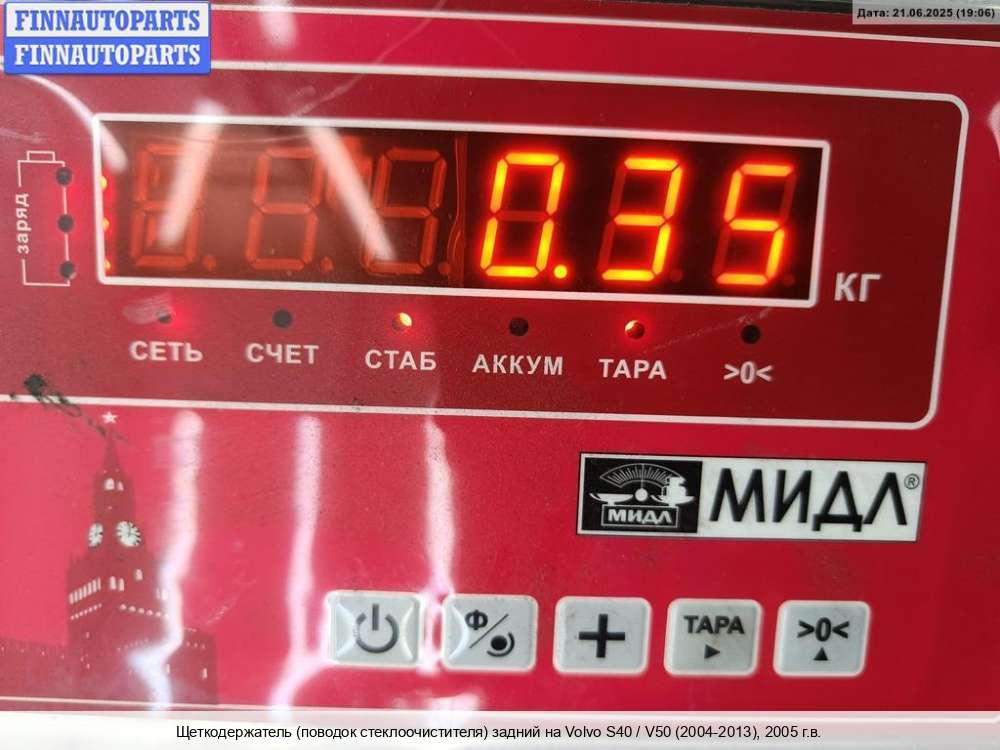 FINNAUTOPARTS
FINNAUTOPARTS
Дата: 21.06.2025 (19:06)
заряд
0.35
КГ
СЕТЬ СЧЕТ СТАБ АККУМ ТАРА >0<
МИДЛ МИДЛ®
Ф ТАРА >0<
Щеткодержатель (поводок стеклоочистителя) задний на Volvo S40 / V50 (2004-2013), 2005 г.в.